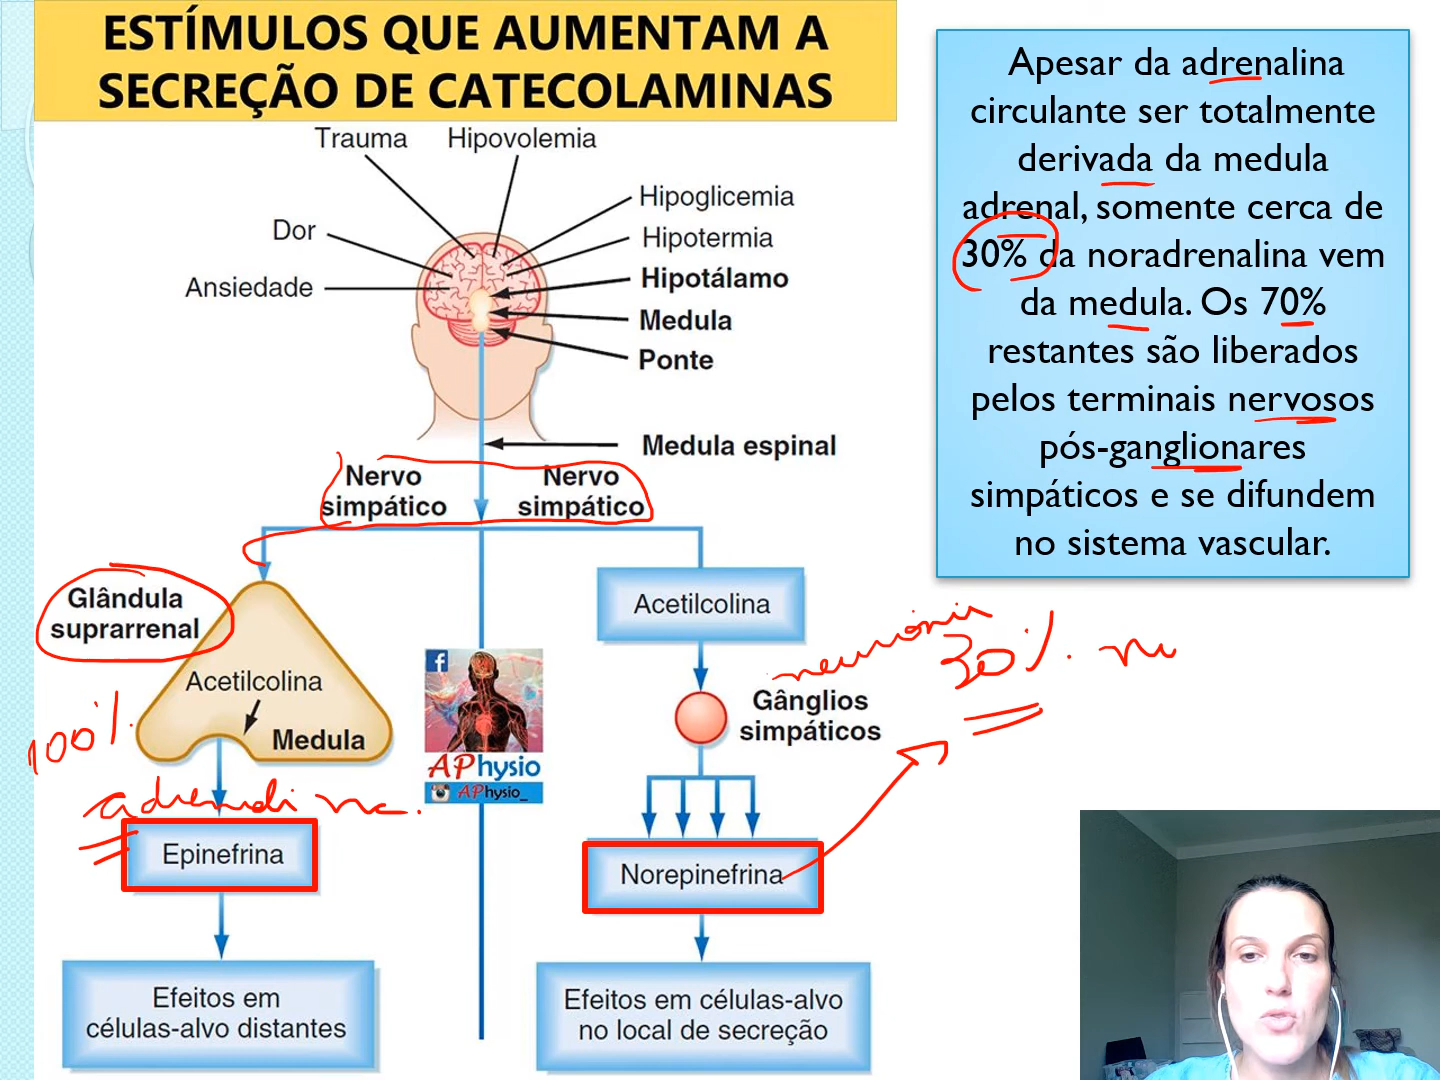 ESTÍMULOS QUE AUMENTAM A
SECREÇÃO DE CATECOLAMINAS
Trauma
Hipovolemia
Hipoglicemia
Dor
Hipotermia
Ansiedade
Hipotálamo
Medula
Ponte
Medula espinal
Nervo
simpático
Nervo
simpático
Glândula
suprarrenal
Acetilcolina
Medula
100%
adrenalina
Epinefrina
Efeitos em
células-alvo distantes
f
APhysio
APhysio_
Acetilcolina
Gânglios
simpáticos
Norepinefrina
Efeitos em células-alvo
no local de secreção
Apesar da adrenalina
circulante ser totalmente
derivada da medula
adrenal, somente cerca de
30% da noradrenalina vem
da medula. Os 70%
restantes são liberados
pelos terminais nervosos
pós-ganglionares
simpáticos e se difundem
no sistema vascular.
30%